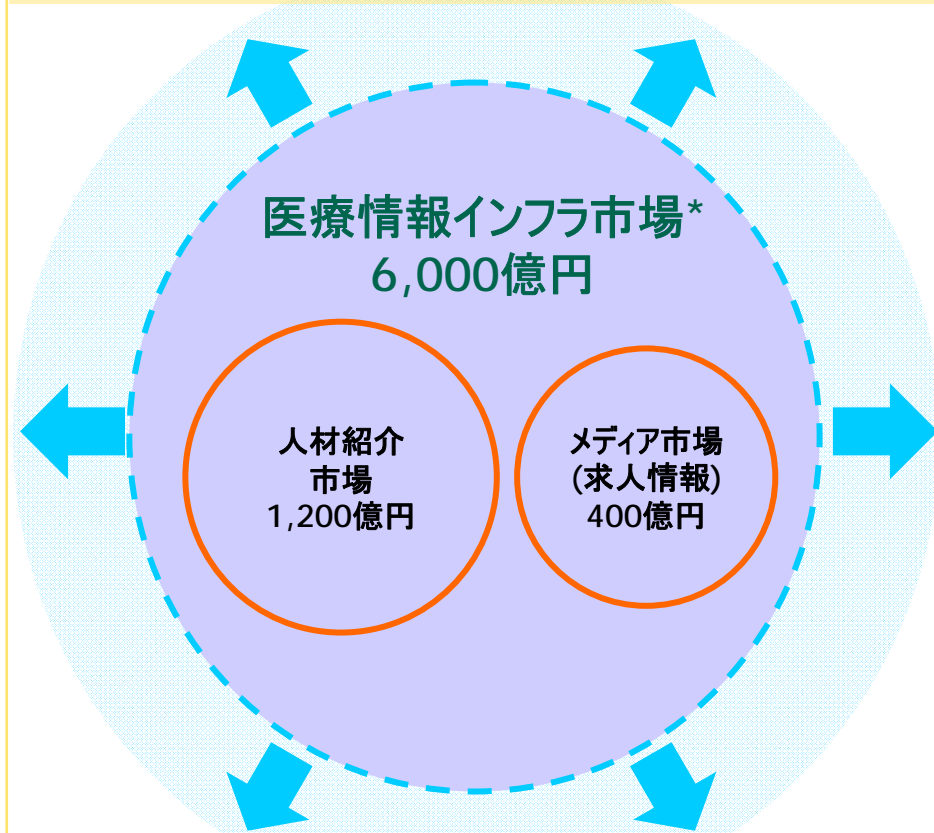 医療情報インフラ市場*
6,000億円
人材紹介
市場
1,200億円
メディア市場
(求人情報)
400億円